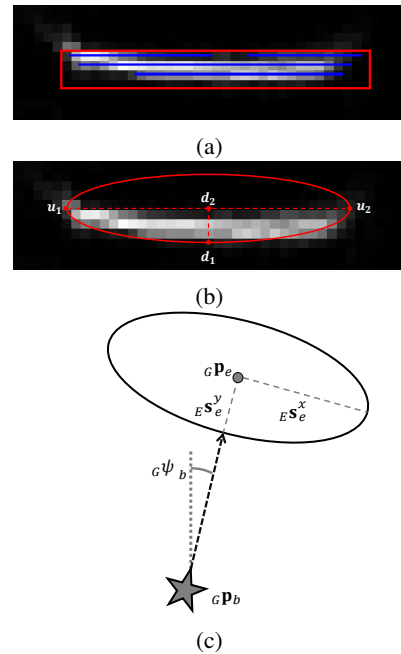 (a)
u₁ d₂ u₂
d₁
(b)
G𝐩e
E𝐬eʸ E𝐬eˣ
Gψb
G𝐩b
(c)